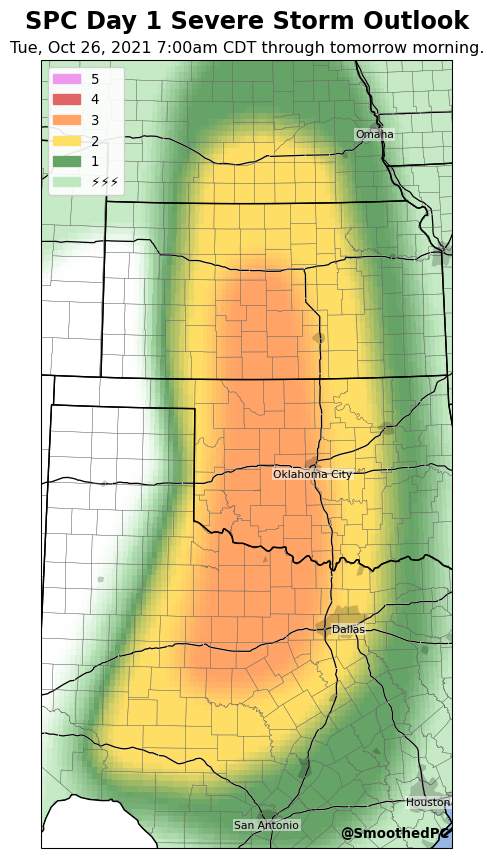 SPC Day 1 Severe Storm Outlook
Tue, Oct 26, 2021 7:00am CDT through tomorrow morning.
5
4
3
2
1
⚡⚡⚡
Omaha
Oklahoma City
Dallas
Houston
San Antonio
@SmoothedPC